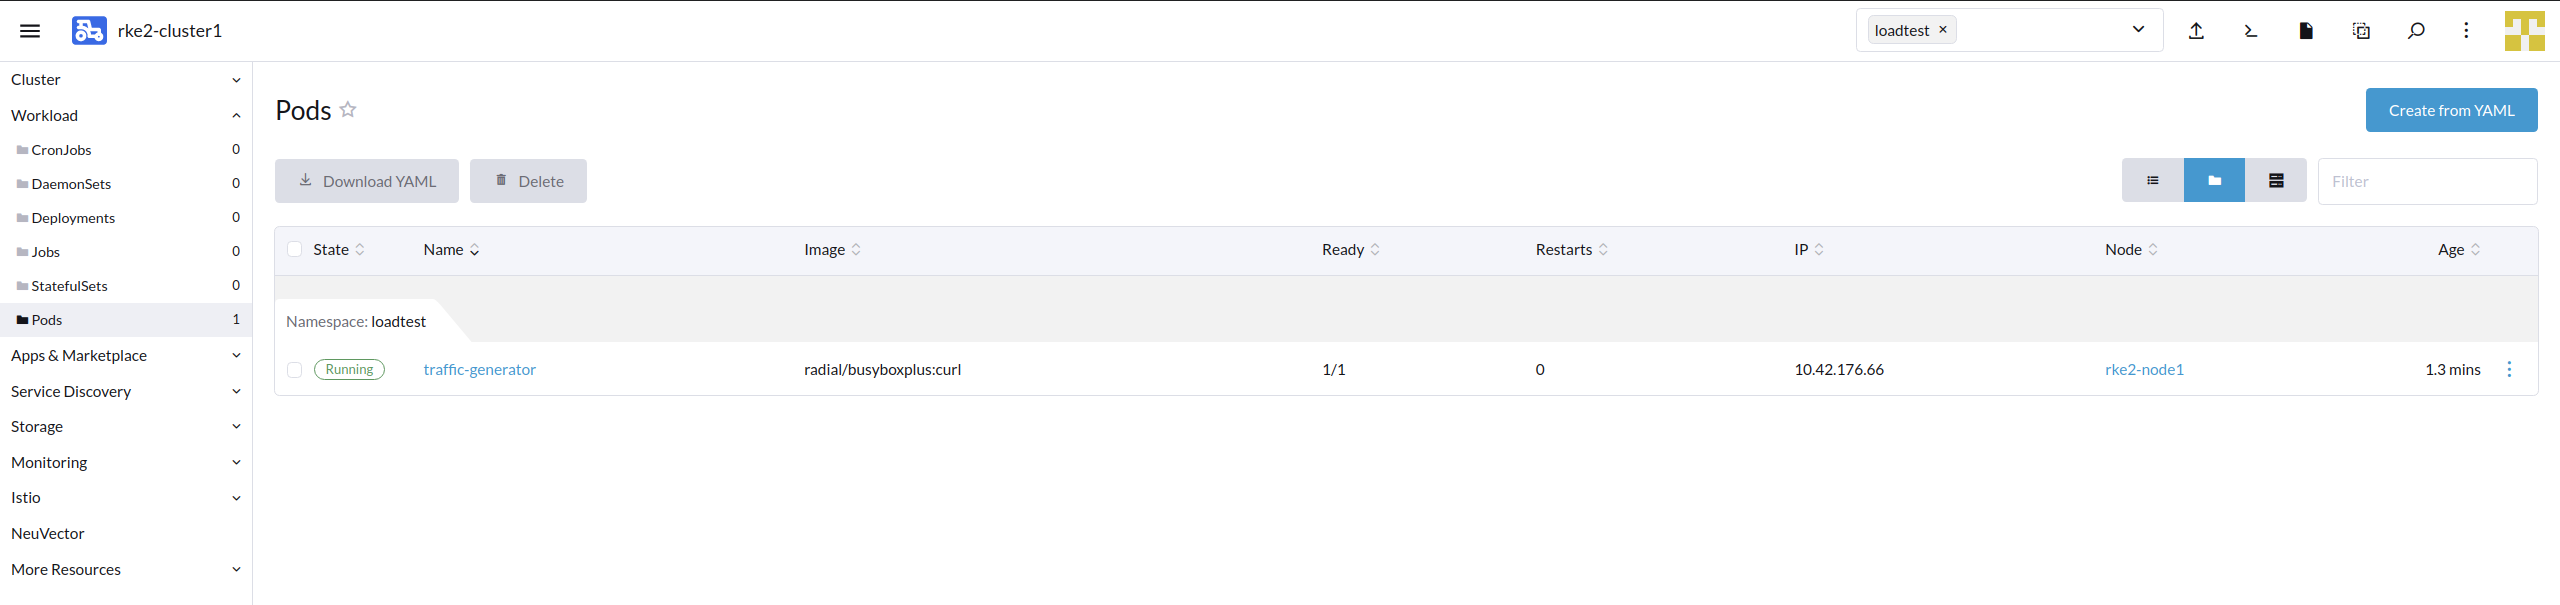 rke2-cluster1
loadtest ×
Cluster
Workload
CronJobs 0
DaemonSets 0
Deployments 0
Jobs 0
StatefulSets 0
Pods 1
Apps & Marketplace
Service Discovery
Storage
Monitoring
Istio
NeuVector
More Resources
Pods
Create from YAML
Download YAML Delete
Filter
State Name Image Ready Restarts IP Node Age
Namespace: loadtest
Running traffic-generator radial/busyboxplus:curl 1/1 0 10.42.176.66 rke2-node1 1.3 mins